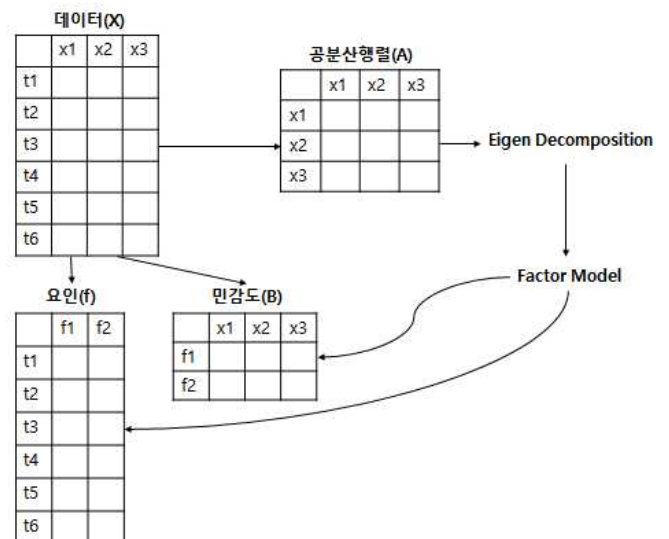 데이터(X)
x1 x2 x3
t1
t2
t3
t4
t5
t6
공분산행렬(A)
x1 x2 x3
x1
x2
x3
Eigen Decomposition
Factor Model
요인(f)
f1 f2
t1
t2
t3
t4
t5
t6
민감도(B)
x1 x2 x3
f1
f2